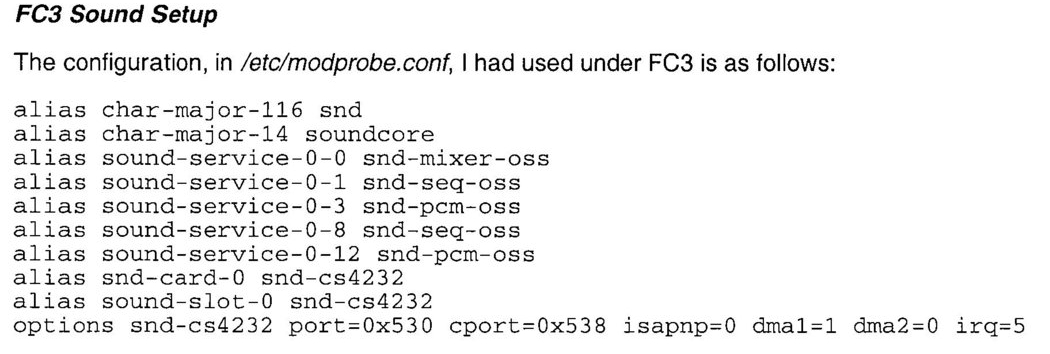 FC3 Sound Setup
The configuration, in /etc/modprobe.conf, I had used under FC3 is as follows:
alias char-major-116 snd
alias char-major-14 soundcore
alias sound-service-0-0 snd-mixer-oss
alias sound-service-0-1 snd-seq-oss
alias sound-service-0-3 snd-pcm-oss
alias sound-service-0-8 snd-seq-oss
alias sound-service-0-12 snd-pcm-oss
alias snd-card-0 snd-cs4232
alias sound-slot-0 snd-cs4232
options snd-cs4232 port=0x530 cport=0x538 isapnp=0 dma1=1 dma2=0 irq=5